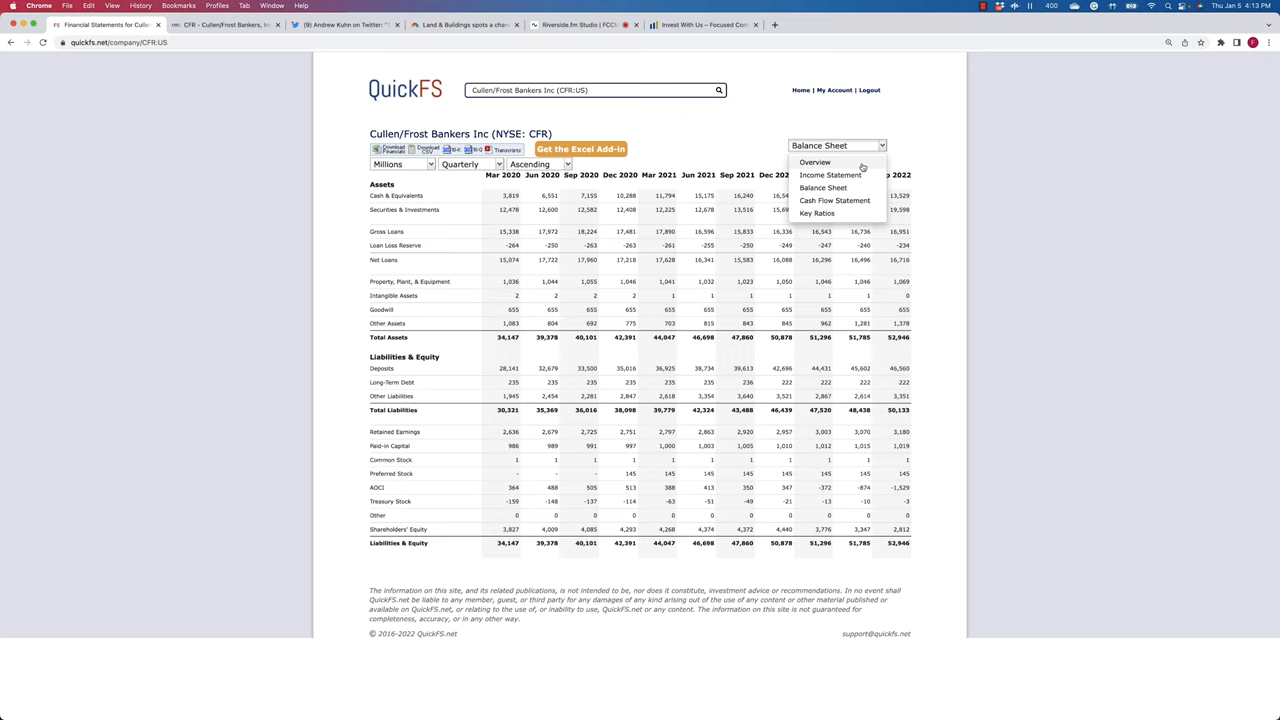 Chrome File Edit View History Bookmarks Profiles Tab Window Help 400 Thu Jan 5 4:13 PM
Financial Statements for Cullen CFR - Cullen/Frost Bankers, Inc (9) Andrew Kuhn on Twitter: "T Land & Buildings spots a chan Riverside.fm Studio | FCCM Invest With Us – Focused Com
quickfs.net/company/CFR:US
QuickFS Cullen/Frost Bankers Inc (CFR:US) Home | My Account | Logout
Cullen/Frost Bankers Inc (NYSE: CFR)
Download Financials Download CSV 10-K 10-Q Transcripts Get the Excel Add-in Balance Sheet
Millions Quarterly Ascending
Overview
Income Statement
Balance Sheet
Cash Flow Statement
Key Ratios
Mar 2020 Jun 2020 Sep 2020 Dec 2020 Mar 2021 Jun 2021 Sep 2021 Dec 202 p 2022
Assets
Cash & Equivalents 3,819 6,551 7,155 10,288 11,794 15,175 16,240 16,54 13,529
Securities & Investments 12,478 12,600 12,582 12,408 12,224 12,678 13,516 15,69 19,598
Gross Loans 15,338 17,972 18,224 17,481 17,890 16,596 15,833 16,336 16,543 16,736 16,951
Loan Loss Reserve -264 -250 -263 -263 -261 -255 -250 -249 -247 -240 -234
Net Loans 15,074 17,722 17,960 17,218 17,628 16,341 15,583 16,088 16,296 16,496 16,716
Property, Plant, & Equipment 1,036 1,044 1,055 1,046 1,041 1,032 1,023 1,050 1,046 1,046 1,069
Intangible Assets 2 2 2 2 1 1 1 1 1 1 0
Goodwill 655 655 655 655 655 655 655 655 655 655 655
Other Assets 1,083 804 692 775 703 815 843 845 962 1,281 1,378
Total Assets 34,147 39,378 40,101 42,391 44,047 46,698 47,860 50,878 51,296 51,785 52,946
Liabilities & Equity
Deposits 28,141 32,679 33,500 35,016 36,925 38,734 39,613 42,696 44,431 45,602 46,560
Long-Term Debt 235 235 235 235 235 235 236 222 222 222 222
Other Liabilities 1,945 2,454 2,281 2,847 2,618 3,354 3,640 3,521 2,867 2,614 3,351
Total Liabilities 30,321 35,369 36,016 38,098 39,779 42,324 43,488 46,439 47,520 48,438 50,133
Retained Earnings 2,636 2,679 2,725 2,751 2,797 2,863 2,920 2,957 3,003 3,070 3,180
Paid-in Capital 986 989 991 997 1,000 1,003 1,005 1,010 1,012 1,015 1,019
Common Stock 1 1 1 1 1 1 1 1 1 1 1
Preferred Stock - - - 145 145 145 145 145 145 145 145
AOCI 364 488 505 513 388 413 350 347 -372 -874 -1,529
Treasury Stock -159 -148 -137 -114 -63 -51 -49 -21 -13 -10 -3
Other 0 0 0 0 0 0 0 0 0 0 0
Shareholders' Equity 3,827 4,009 4,085 4,293 4,268 4,374 4,372 4,440 3,776 3,347 2,812
Liabilities & Equity 34,147 39,378 40,101 42,391 44,047 46,698 47,860 50,878 51,296 51,785 52,946
The information on this site, and its related publications, is not intended to be, nor does it constitute, investment advice or recommendations. In no event shall
QuickFS be liable to any member, guest, or third party for any damages of any kind arising out of the use of any content or other material published or
available on QuickFS.net, or relating to the use of, or inability to use, QuickFS.net or any content. The information on this site is not guaranteed for
completeness, accuracy, or in any other way.
© 2016-2022 QuickFS.net support@quickfs.net